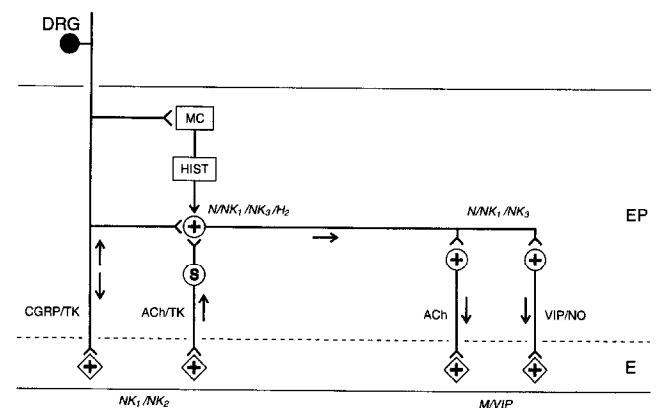 DRG
MC
HIST
N/NK₁/NK₃/H₂
N/NK₁/NK₃
EP
+
S
+
+
CGRP/TK
ACh/TK
ACh
VIP/NO
+
+
+
+
E
NK₁/NK₂
M/VIP